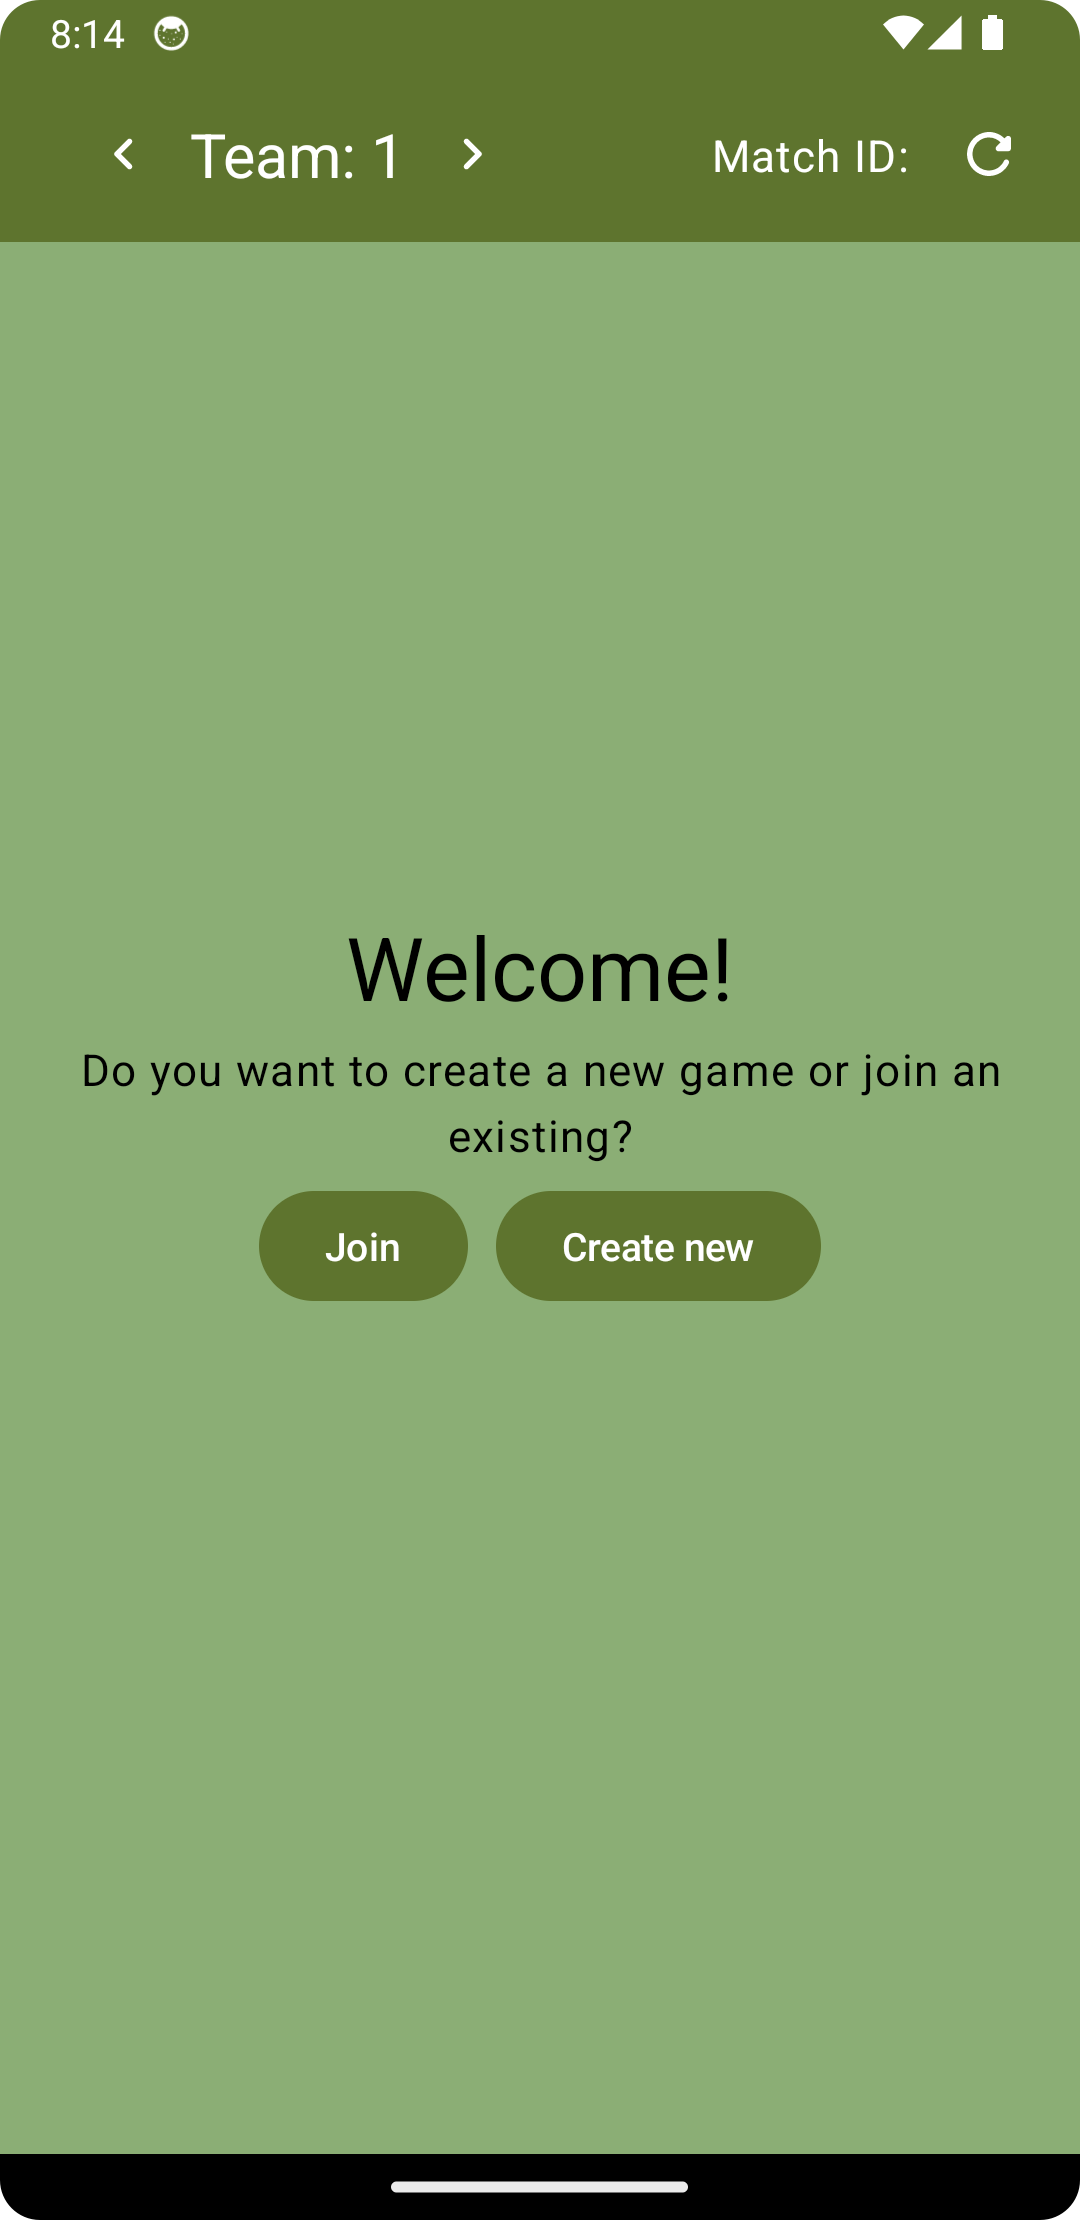 8:14
Team: 1
Match ID:
Welcome!
Do you want to create a new game or join an
existing?
Join
Create new